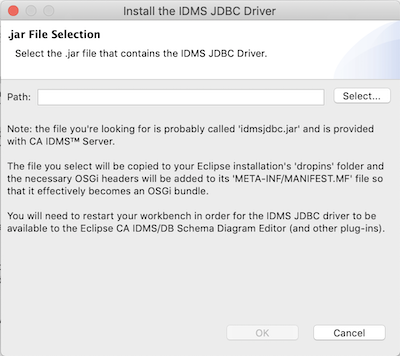 Install the IDMS JDBC Driver
.jar File Selection
Select the .jar file that contains the IDMS JDBC Driver.
Path:
Select...
Note: the file you're looking for is probably called 'idmsjdbc.jar' and is provided
with CA IDMS™ Server.
The file you select will be copied to your Eclipse installation's 'dropins' folder and
the necessary OSGi headers will be added to its 'META-INF/MANIFEST.MF' file so
that it effectively becomes an OSGi bundle.
You will need to restart your workbench in order for the IDMS JDBC driver to be
available to the Eclipse CA IDMS/DB Schema Diagram Editor (and other plug-ins).
OK
Cancel